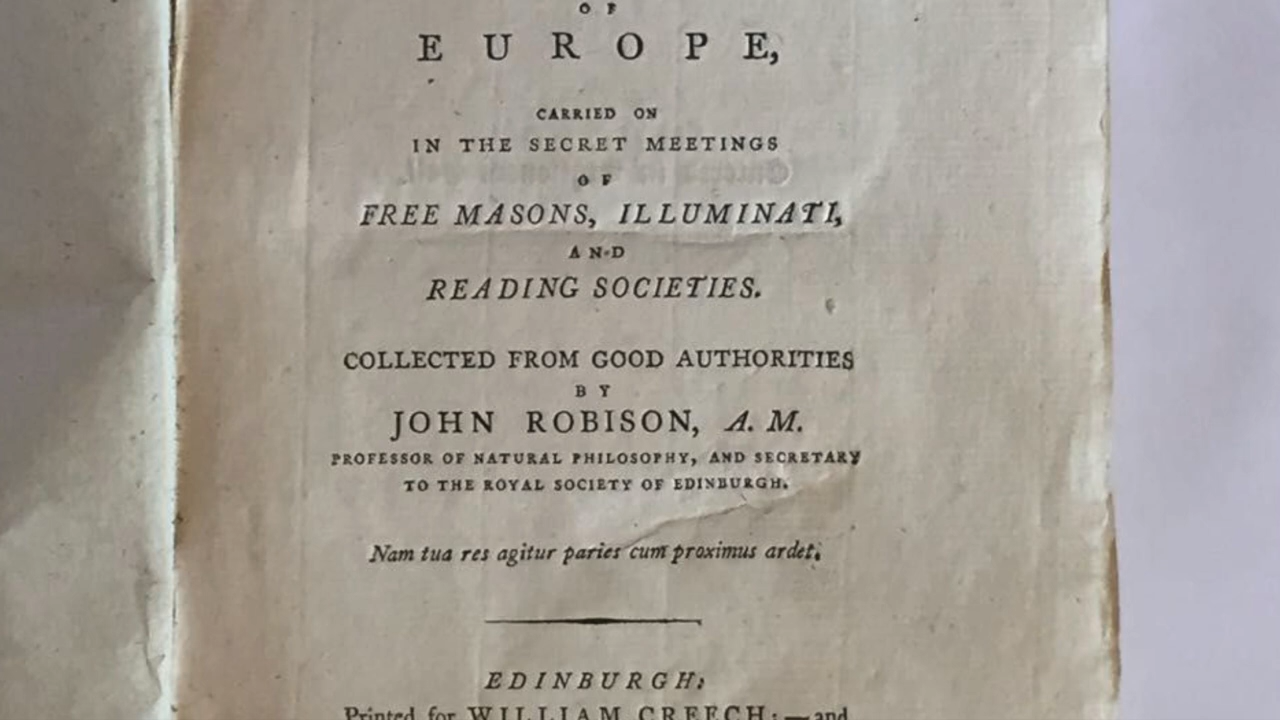 OF
EUROPE,
CARRIED ON
IN THE SECRET MEETINGS
OF
FREE MASONS, ILLUMINATI,
AND
READING SOCIETIES.
COLLECTED FROM GOOD AUTHORITIES
BY
JOHN ROBISON, A. M.
PROFESSOR OF NATURAL PHILOSOPHY, AND SECRETARY
TO THE ROYAL SOCIETY OF EDINBURGH.
Nam tua res agitur paries cum proximus ardet.
EDINBURGH:
Printed for WILLIAM CREECH;—and